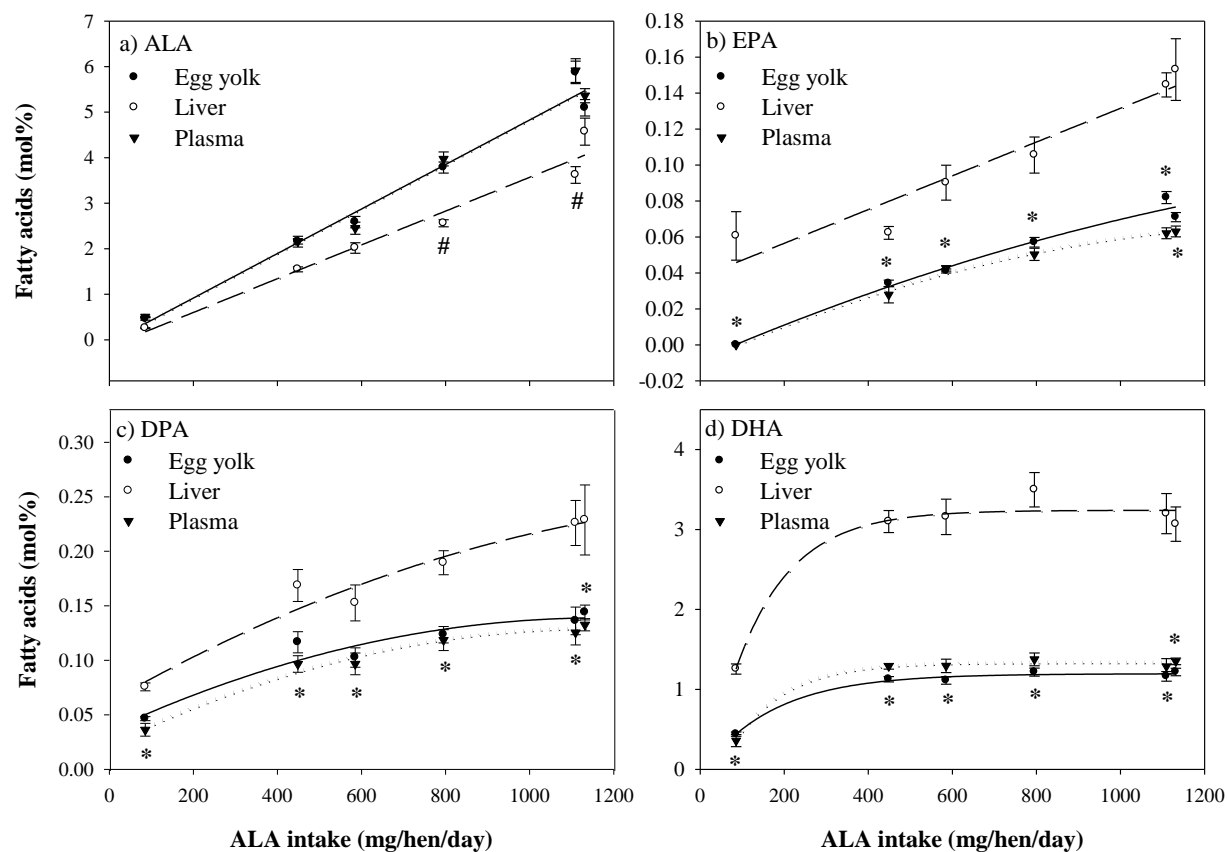 a) ALA
Egg yolk
Liver
Plasma
7
6
5
4
3
2
1
0
Fatty acids (mol%)
#
#
b) EPA
Egg yolk
Liver
Plasma
0.18
0.16
0.14
0.12
0.10
0.08
0.06
0.04
0.02
0.00
-0.02
*
*
*
*
*
*
c) DPA
Egg yolk
Liver
Plasma
0.30
0.25
0.20
0.15
0.10
0.05
0.00
Fatty acids (mol%)
*
*
*
*
*
*
0 200 400 600 800 1000 1200
ALA intake (mg/hen/day)
d) DHA
Egg yolk
Liver
Plasma
4
3
2
1
0
*
*
*
*
*
*
0 200 400 600 800 1000 1200
ALA intake (mg/hen/day)